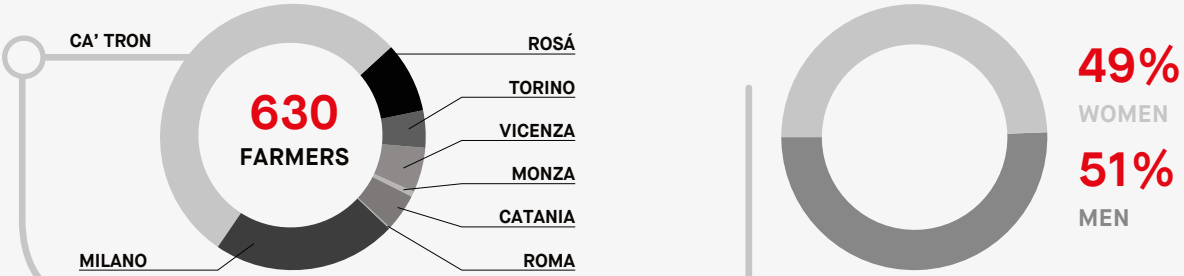 CA' TRON
630
FARMERS
MILANO
ROSÁ
TORINO
VICENZA
MONZA
CATANIA
ROMA
49%
WOMEN
51%
MEN